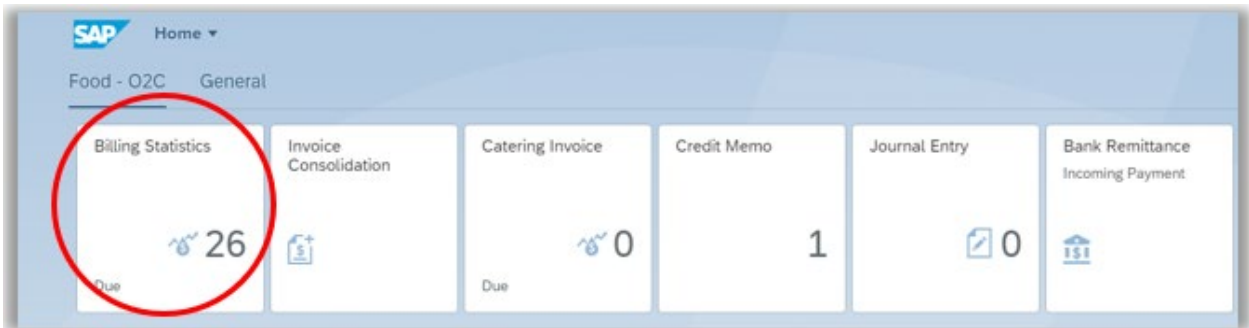 SAP Home
Food - O2C General
Billing Statistics
26
Due
Invoice
Consolidation
Catering Invoice
0
Due
Credit Memo
1
Journal Entry
0
Bank Remittance
Incoming Payment